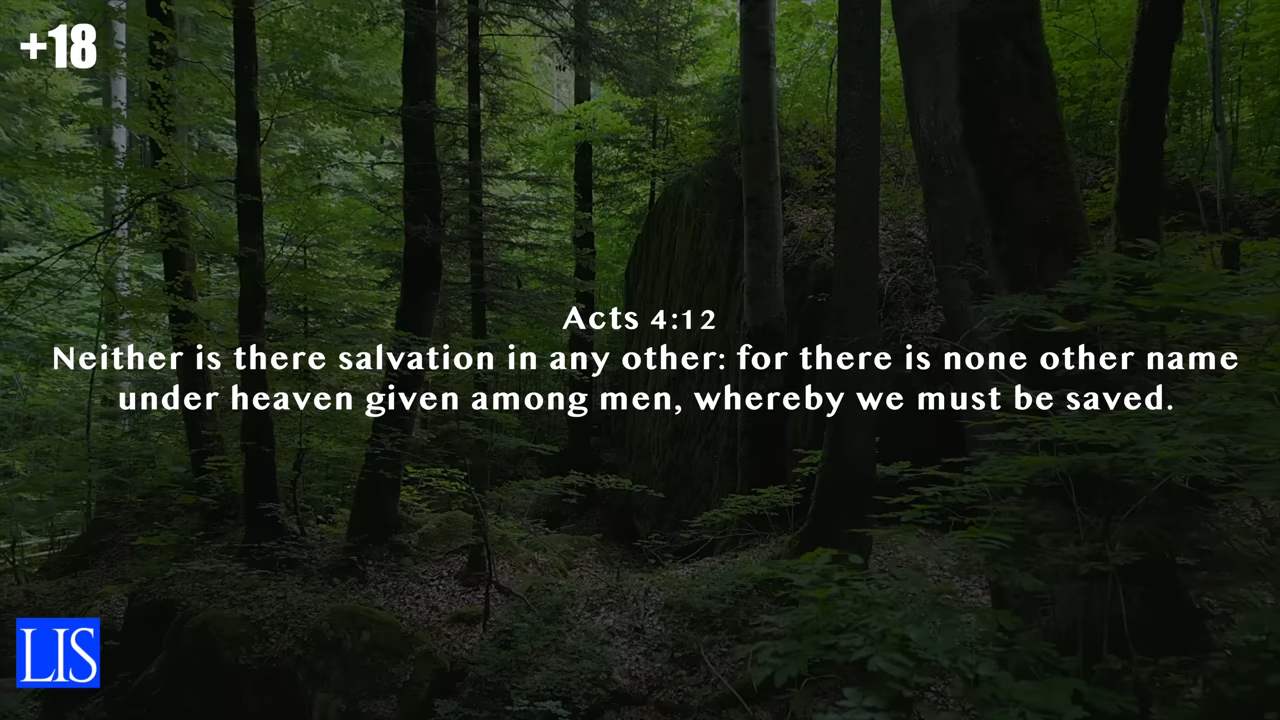 +18
Acts 4:12
Neither is there salvation in any other: for there is none other name
under heaven given among men, whereby we must be saved.
LIS